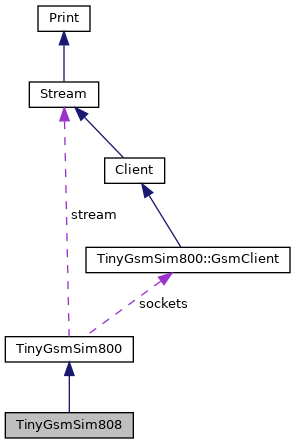 Print
Stream
Client
stream
TinyGsmSim800::GsmClient
sockets
TinyGsmSim800
TinyGsmSim808